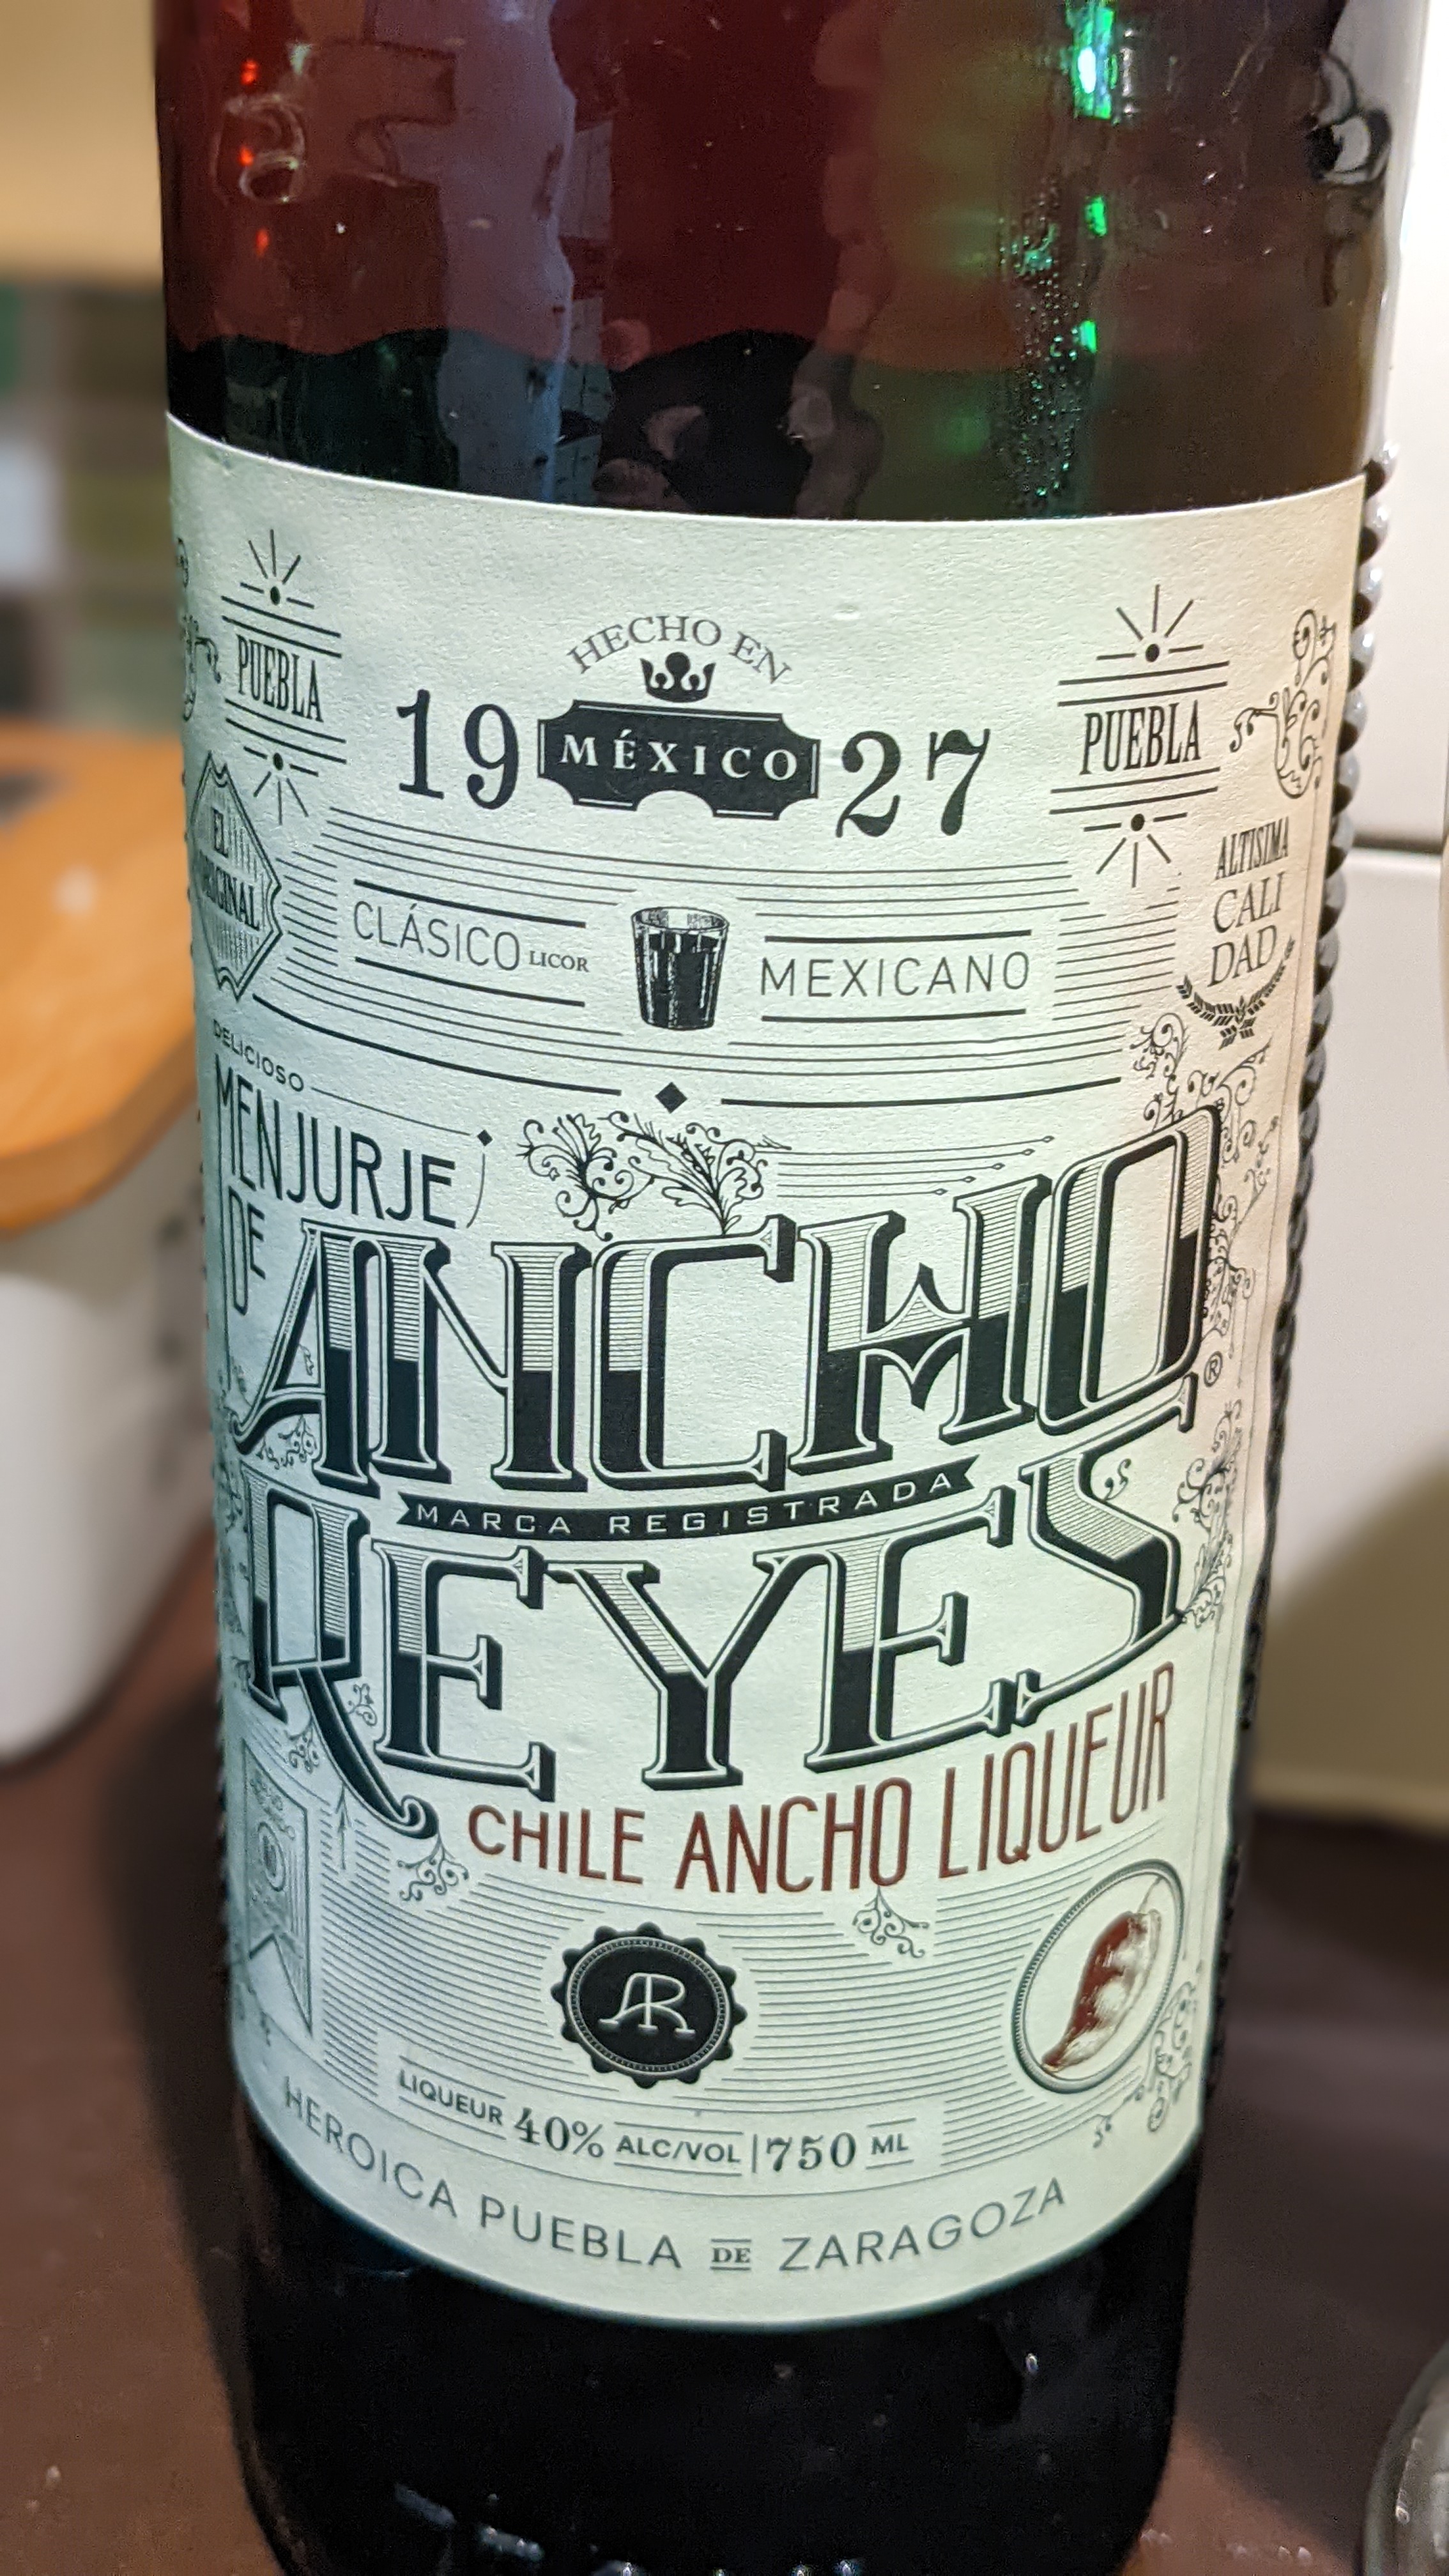 HECHO EN
PUEBLA
19 MÉXICO 27
PUEBLA
EL
ORIGINAL
CLÁSICO LICOR
MEXICANO
ALTISIMA
CALI
DAD
DELICIOSO
MENJURJE
DE
ANCHO
MARCA REGISTRADA
REYES
®
CHILE ANCHO LIQUEUR
AR
LIQUEUR 40% ALC/VOL | 750 ML
HEROICA PUEBLA DE ZARAGOZA